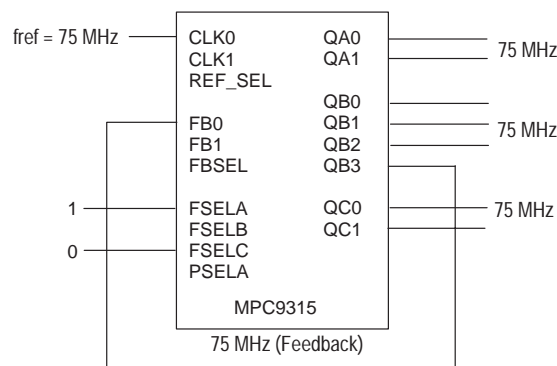 fref = 75 MHz
CLK0
CLK1
REF_SEL
FB0
FB1
FBSEL
1
FSELA
FSELB
0
FSELC
PSELA
QA0
QA1
75 MHz
QB0
QB1
QB2
QB3
75 MHz
QC0
QC1
75 MHz
MPC9315
75 MHz (Feedback)